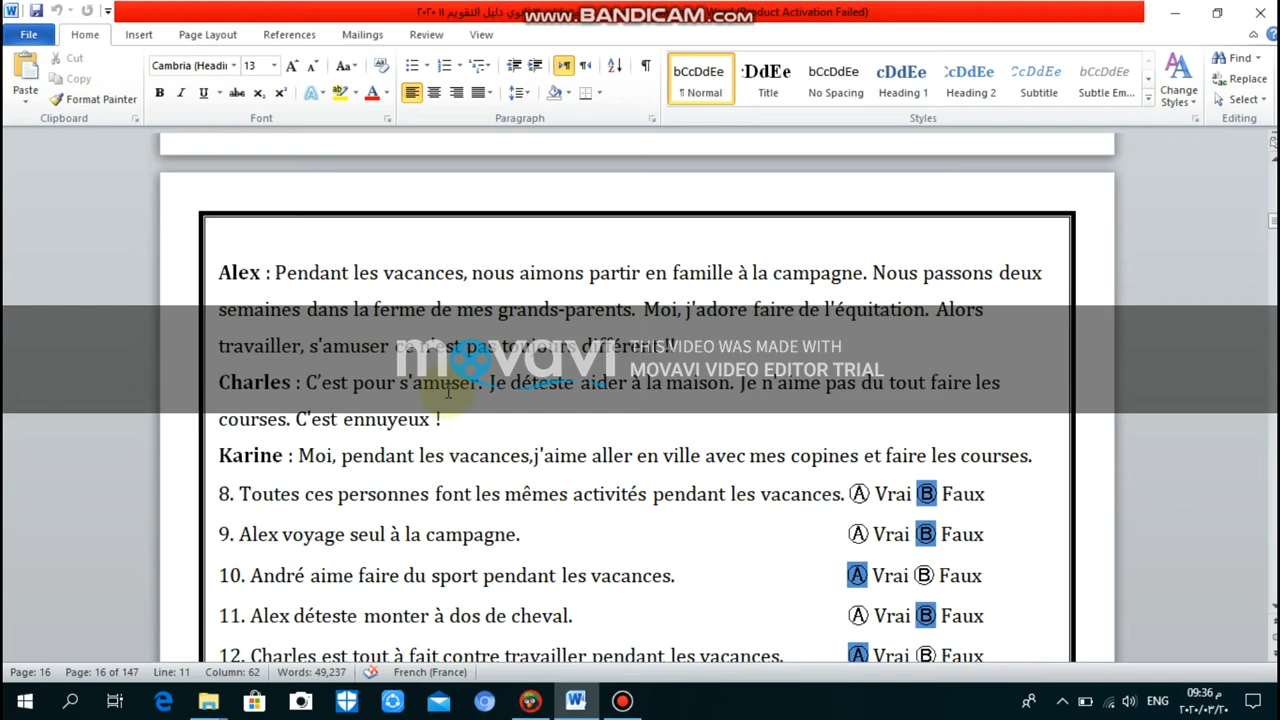 www.BANDICAM.com
دليل التقويم ١١ ٢٠٢٠
(Product Activation Failed)
File Home Insert Page Layout References Mailings Review View
Paste Cut
Copy
Format Painter
Cambria (Headi 13
AaBbCcDdEe
¶ Normal Title No Spacing Heading 1 Heading 2 Subtitle Subtle Em...
Change Styles
Find
Replace
Select
Clipboard Font Paragraph Styles Editing
Alex : Pendant les vacances, nous aimons partir en famille à la campagne. Nous passons deux
semaines dans la ferme de mes grands-parents. Moi, j'adore faire de l'équitation. Alors
travailler, s'amuser ce n'est pas toujours différent !!
movavi THIS VIDEO WAS MADE WITH
MOVAVI VIDEO EDITOR TRIAL
Charles : C'est pour s'amuser. Je déteste aider à la maison. Je n'aime pas du tout faire les
courses. C'est ennuyeux !
Karine : Moi, pendant les vacances,j'aime aller en ville avec mes copines et faire les courses.
8. Toutes ces personnes font les mêmes activités pendant les vacances. Ⓐ Vrai Ⓑ Faux
9. Alex voyage seul à la campagne. Ⓐ Vrai Ⓑ Faux
10. André aime faire du sport pendant les vacances. Ⓐ Vrai Ⓑ Faux
11. Alex déteste monter à dos de cheval. Ⓐ Vrai Ⓑ Faux
12. Charles est tout à fait contre travailler pendant les vacances. Ⓐ Vrai Ⓑ Faux
Page: 16 Page: 16 of 147 Line: 11 Column: 62 Words: 49,237 French (France)
ENG
09:36 م
٢٠٢٠/٠٣/٢٠